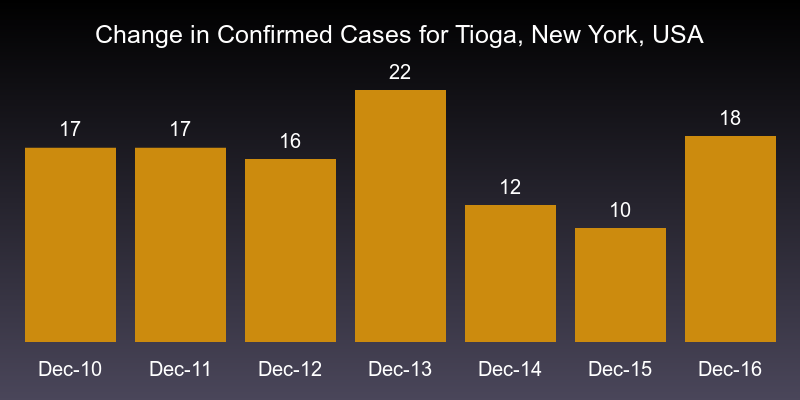 Change in Confirmed Cases for Tioga, New York, USA
22
17 17 16 12 10 18
Dec-10 Dec-11 Dec-12 Dec-13 Dec-14 Dec-15 Dec-16